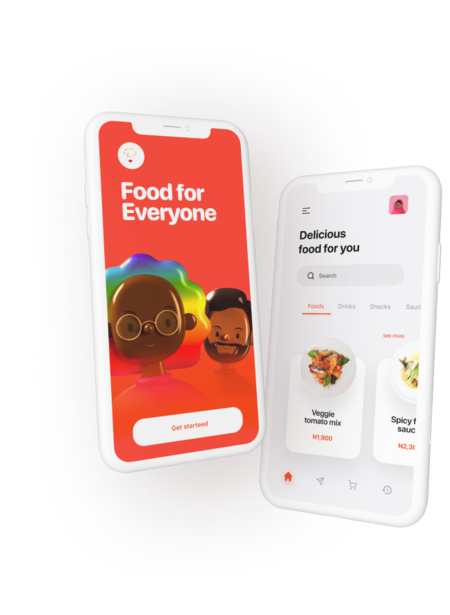 Food for
Everyone
Get starteed
Delicious
food for you
Search
Foods Drinks Snacks Sauc
see more
Veggie
tomato mix
N1,900
Spicy f
sauc
N2,3